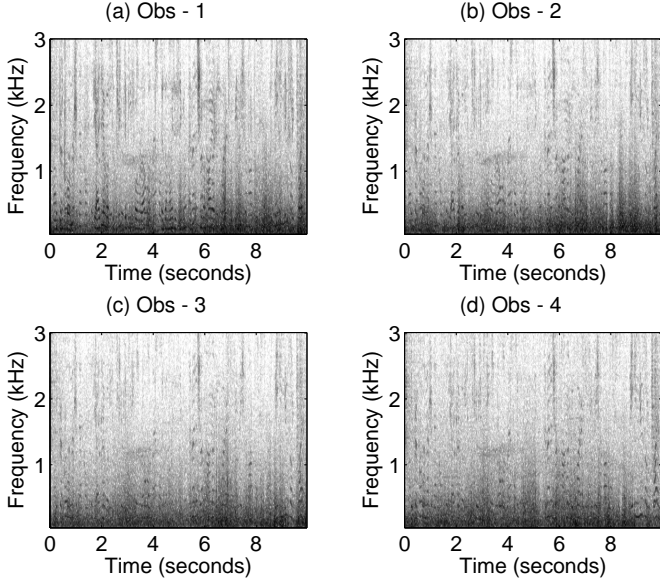 (a) Obs - 1
(b) Obs - 2
3
2
1
Frequency (kHz)
0 2 4 6 8
Time (seconds)
3
2
1
Frequency (kHz)
0 2 4 6 8
Time (seconds)
(c) Obs - 3
(d) Obs - 4
3
2
1
Frequency (kHz)
0 2 4 6 8
Time (seconds)
3
2
1
Frequency (kHz)
0 2 4 6 8
Time (seconds)